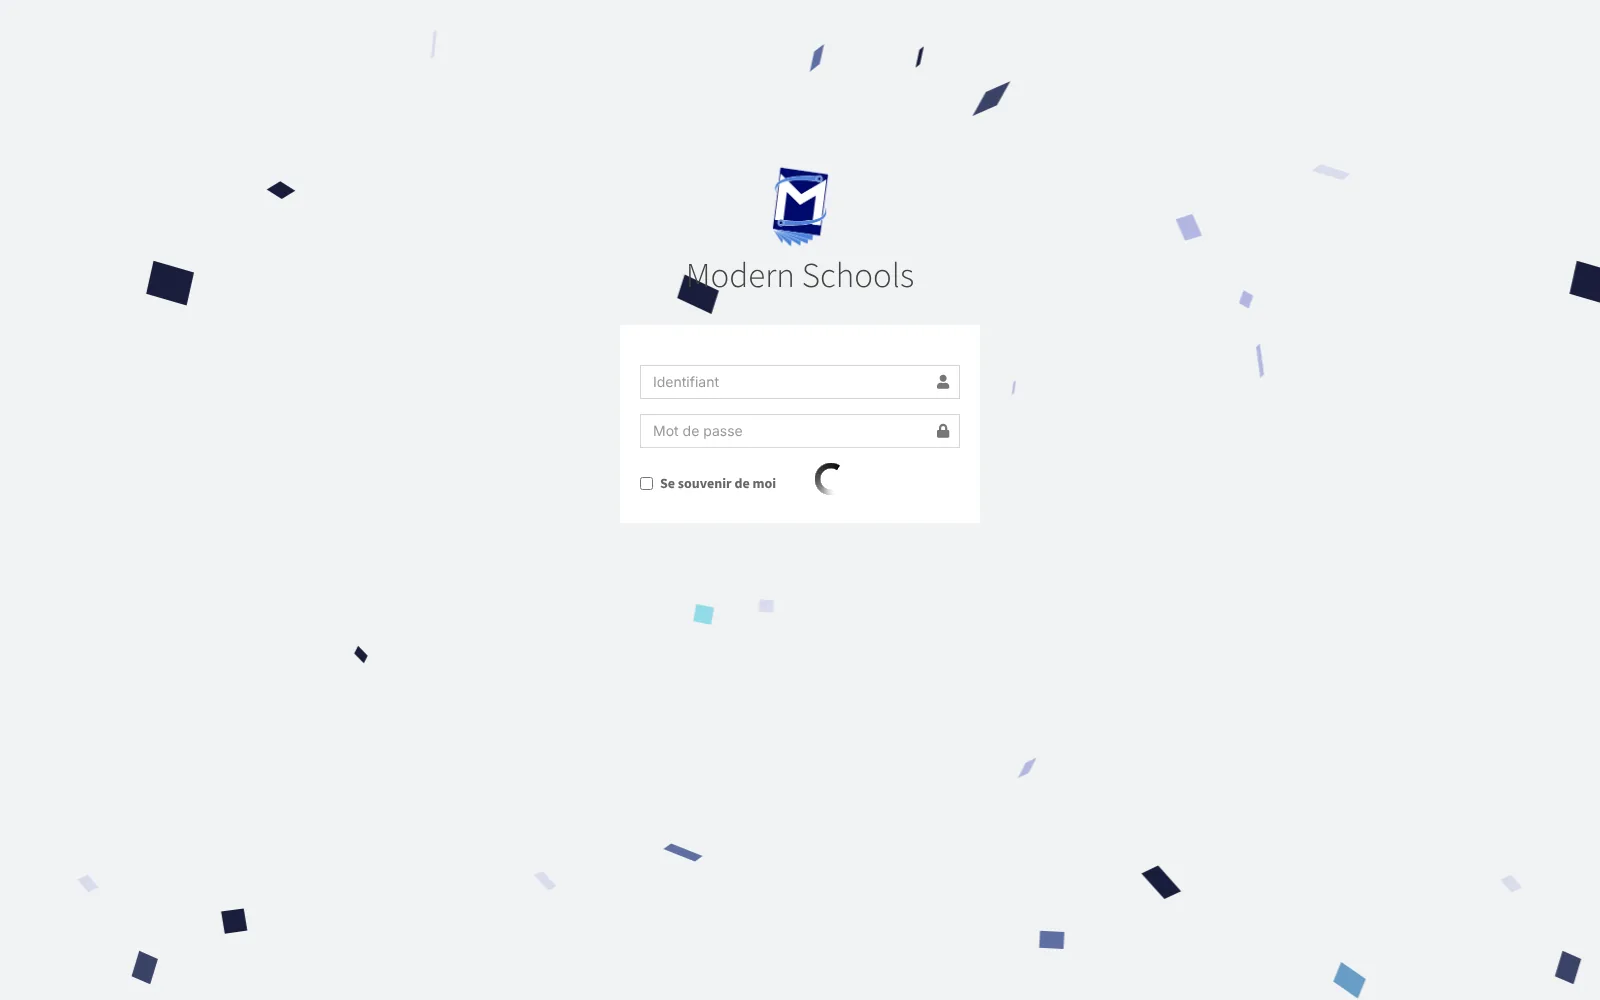 M
Modern Schools
Identifiant
Mot de passe
Se souvenir de moi